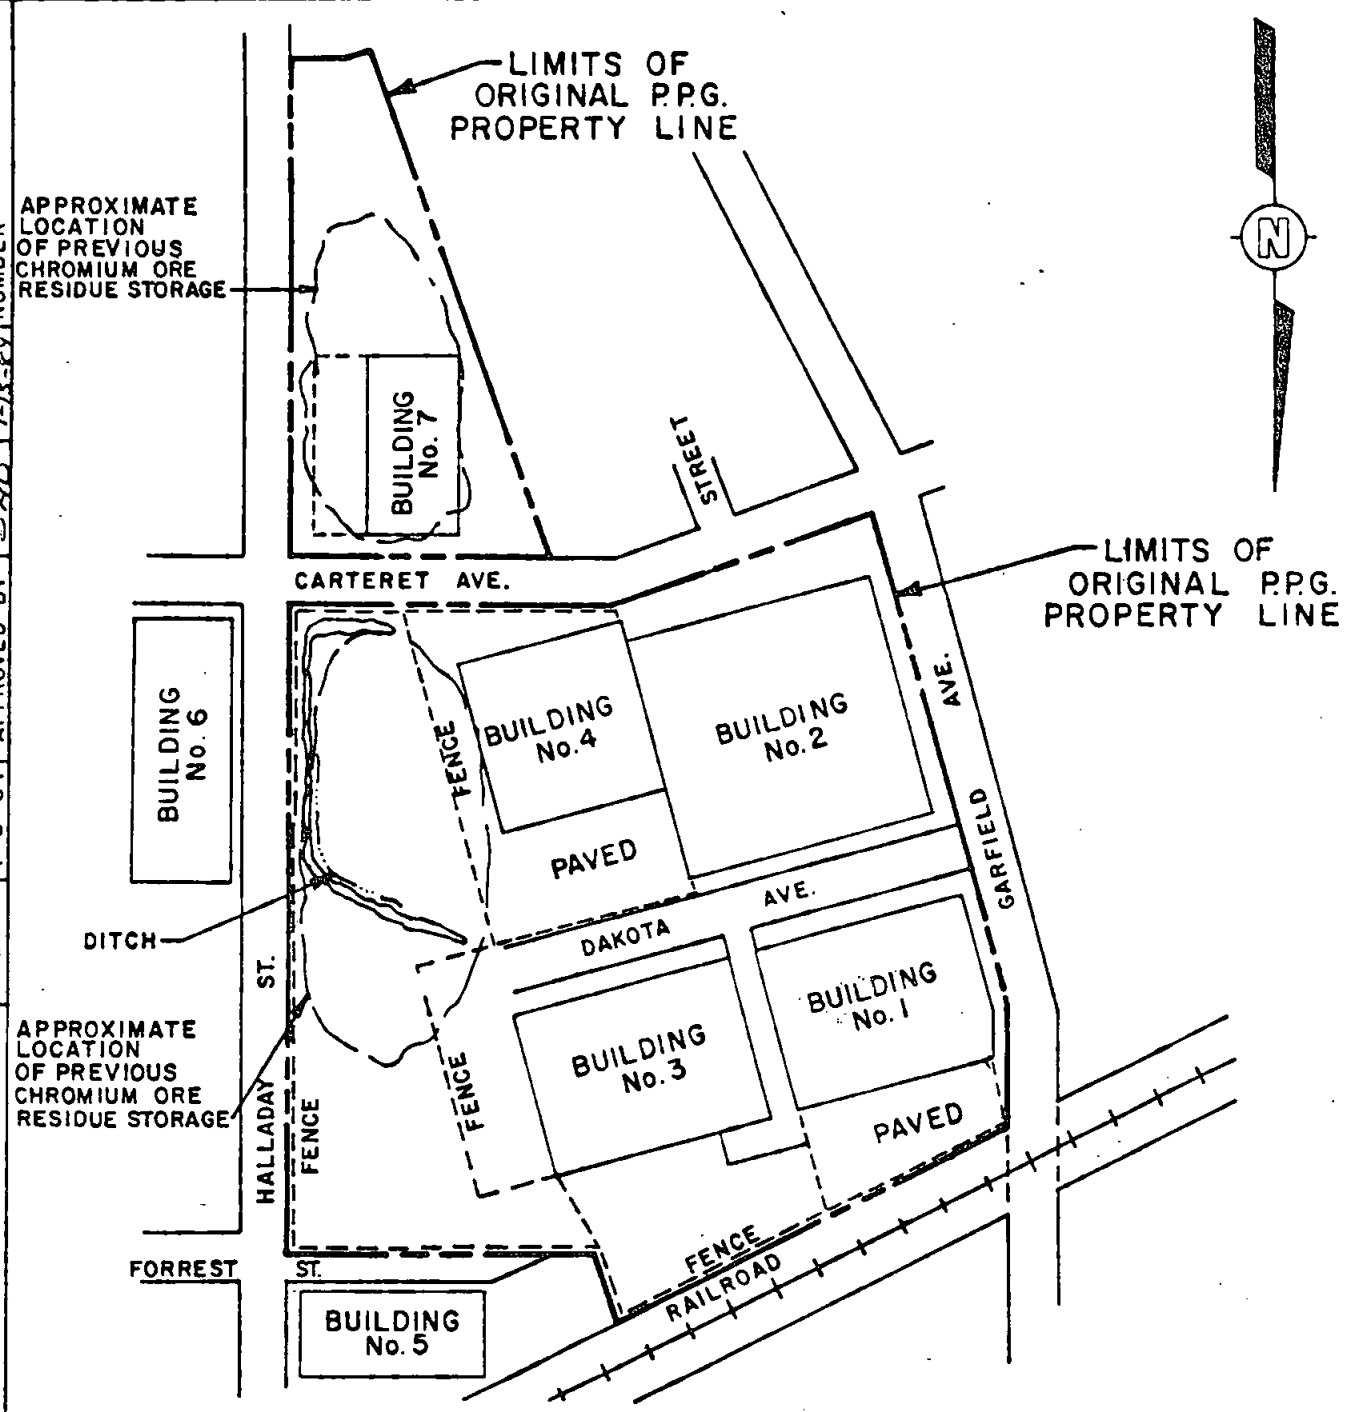 LIMITS OF
ORIGINAL P.P.G.
PROPERTY LINE
N
APPROXIMATE
LOCATION
OF PREVIOUS
CHROMIUM ORE
RESIDUE STORAGE
NUMBER
APPROVED BY
BUILDING
No. 7
STREET
LIMITS OF
ORIGINAL P.P.G.
PROPERTY LINE
CARTERET AVE.
BUILDING
No. 6
FENCE
BUILDING
No. 4
BUILDING
No. 2
GARFIELD AVE.
PAVED
DITCH
DAKOTA AVE.
HALLADAY ST.
FENCE
FENCE
APPROXIMATE
LOCATION
OF PREVIOUS
CHROMIUM ORE
RESIDUE STORAGE
BUILDING
No. 3
BUILDING
No. 1
PAVED
FENCE
RAILROAD
FORREST ST.
BUILDING
No. 5